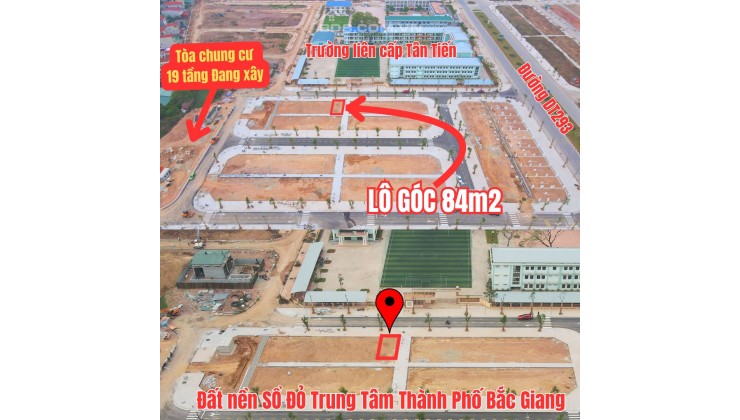 Trường liên cấp Tân Tiến
Tòa chung cư
19 tầng Đang xây
Đường DT293
LÔ GÓC 84m2
Đất nền SỔ ĐỎ Trung Tâm Thành Phố Bắc Giang